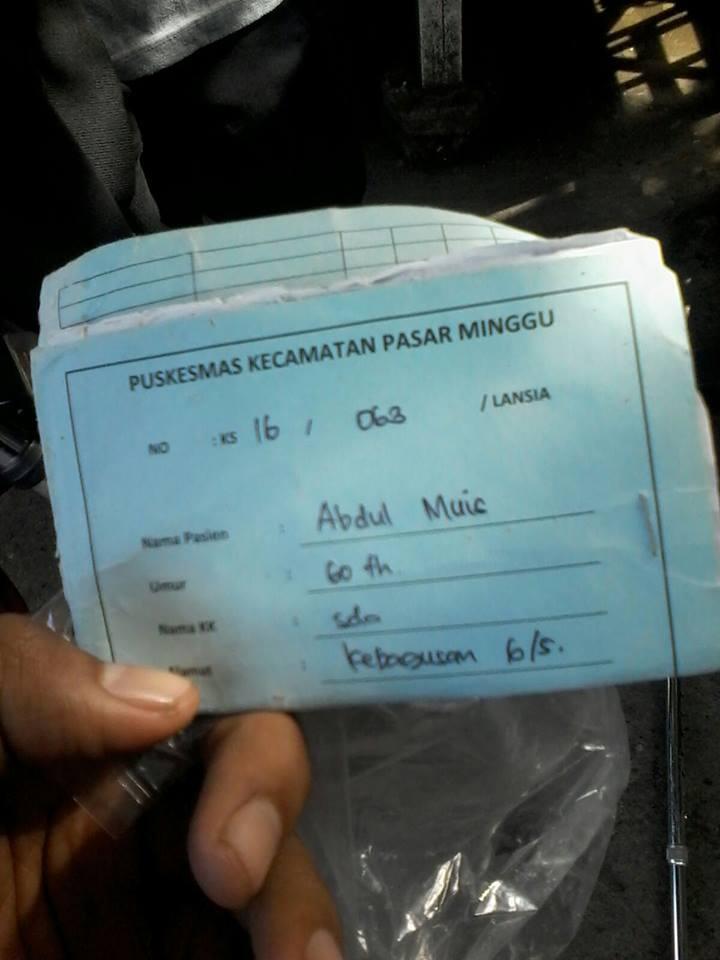 PUSKESMAS KECAMATAN PASAR MINGGU
NO : KS 16 / 063 / LANSIA
Nama Pasien : Abdul Muic
Umur : 60 th.
Nama KK : sda
Alamat : kebagusan 6/5.